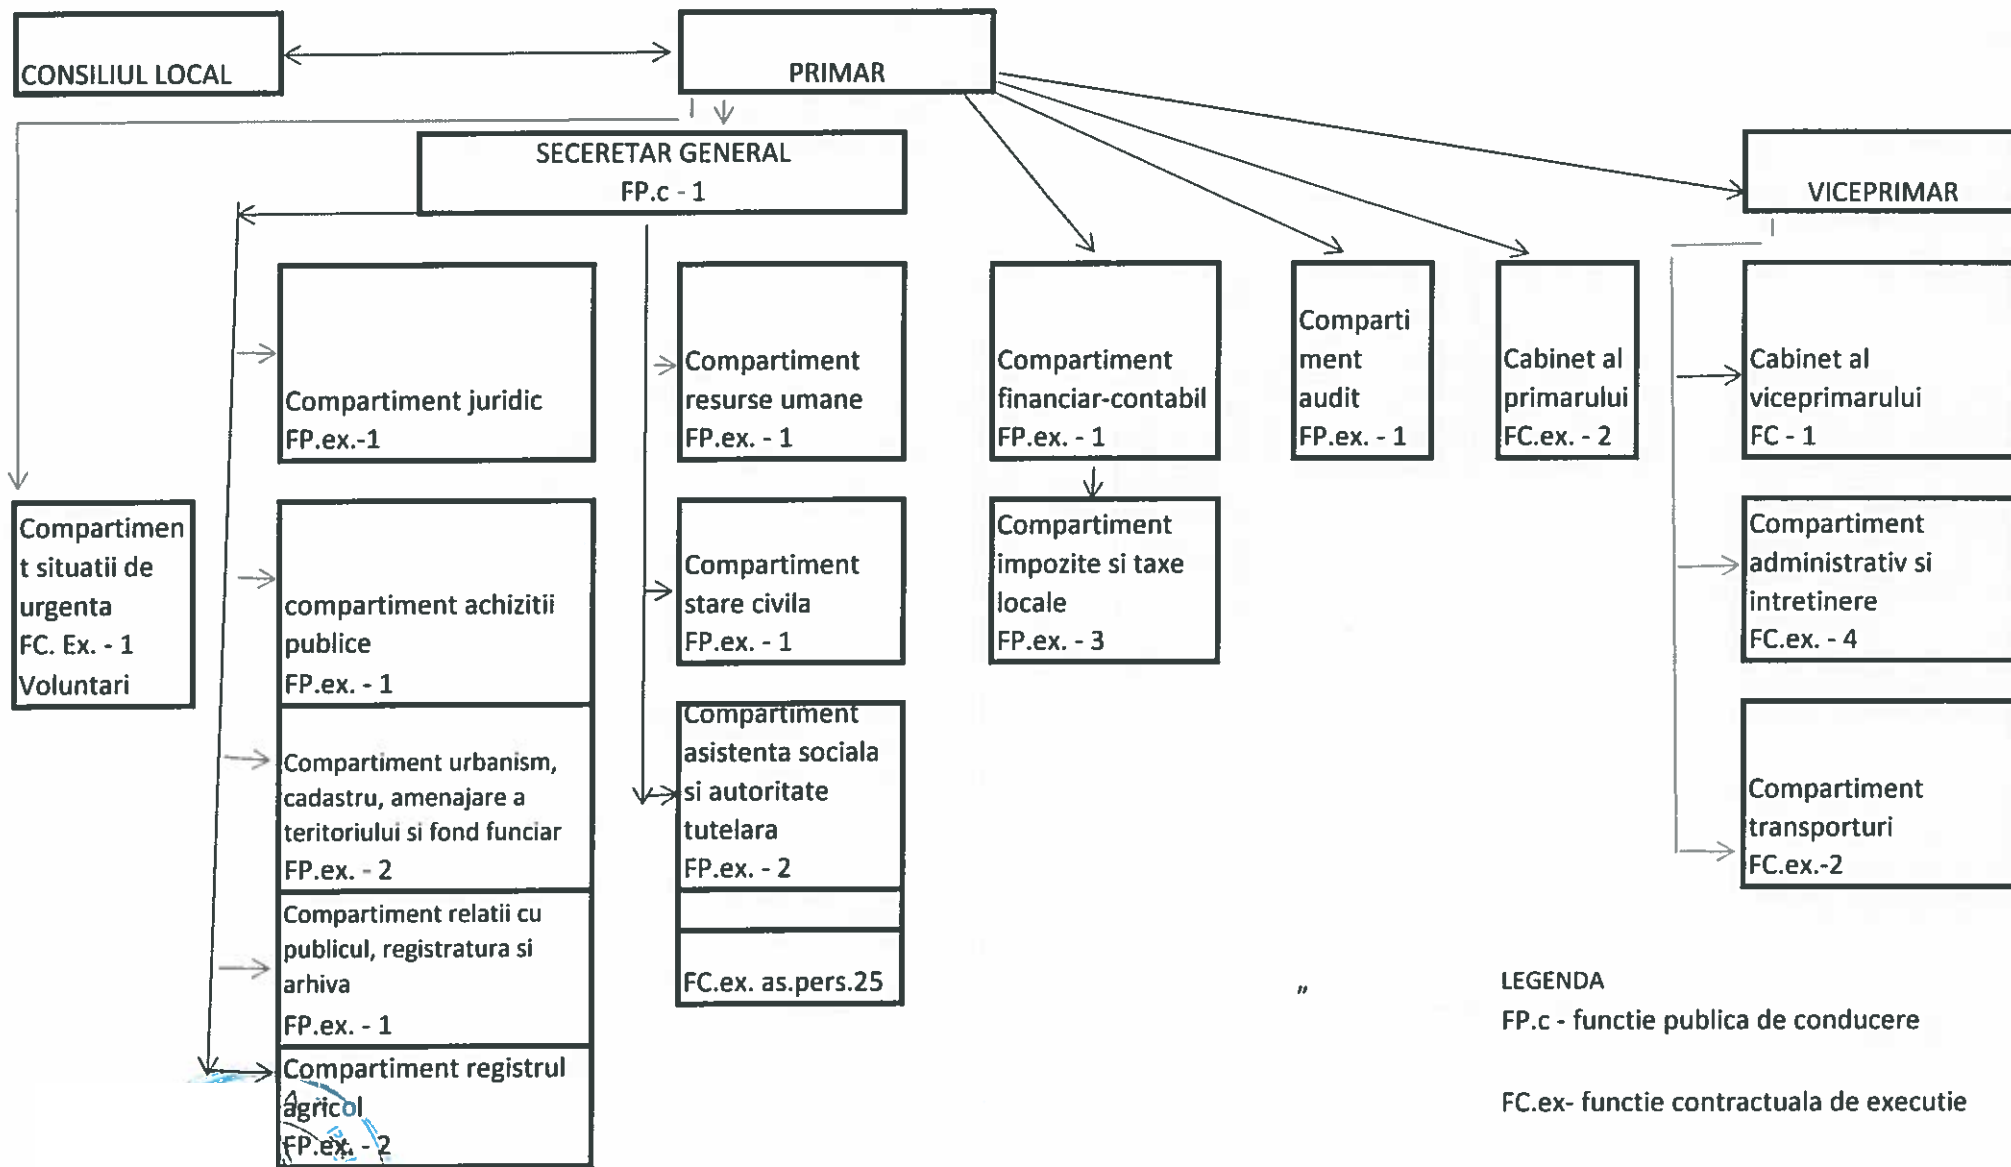 CONSILIUL LOCAL
PRIMAR
SECERETAR GENERAL
FP.c - 1
VICEPRIMAR
Compartiment juridic
FP.ex.-1
Compartiment
resurse umane
FP.ex. - 1
Compartiment
financiar-contabil
FP.ex. - 1
Comparti
ment
audit
FP.ex. - 1
Cabinet al
primarului
FC.ex. - 2
Cabinet al
viceprimarului
FC - 1
Compartimen
t situatii de
urgenta
FC. Ex. - 1
Voluntari
compartiment achizitii
publice
FP.ex. - 1
Compartiment
stare civila
FP.ex. - 1
Compartiment
impozite si taxe
locale
FP.ex. - 3
Compartiment
administrativ si
intretinere
FC.ex. - 4
Compartiment urbanism,
cadastru, amenajare a
teritoriului si fond funciar
FP.ex. - 2
Compartiment
asistenta sociala
si autoritate
tutelara
FP.ex. - 2
Compartiment
transporturi
FC.ex.-2
Compartiment relatii cu
publicul, registratura si
arhiva
FP.ex. - 1
FC.ex. as.pers.25
Compartiment registrul
agricol
FP.ex. - 2
"
LEGENDA
FP.c - functie publica de conducere
FC.ex- functie contractuala de executie